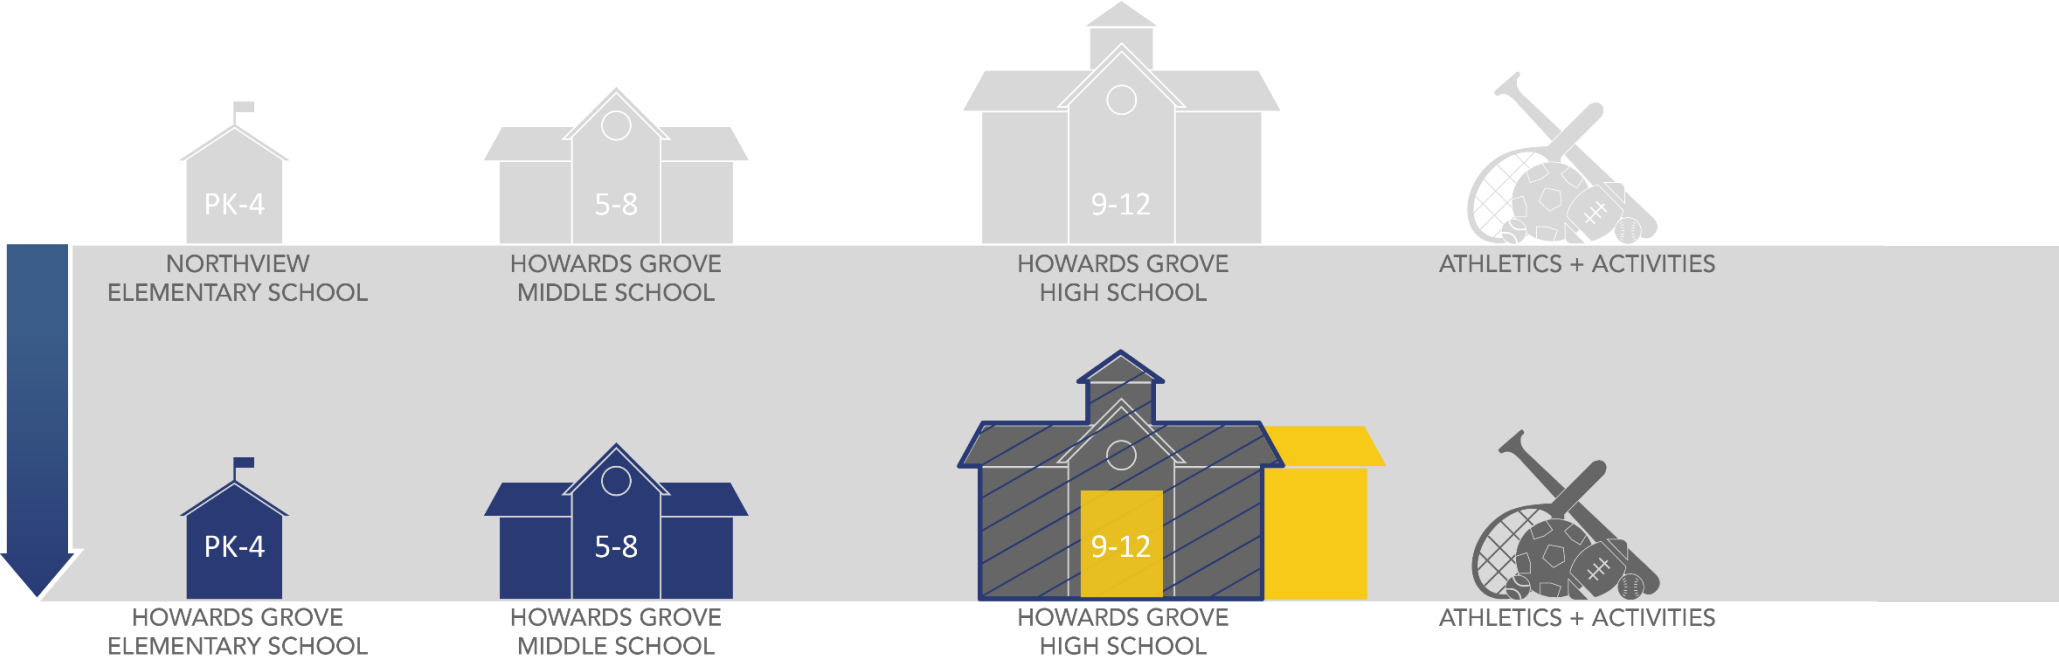 PK-4
5-8
9-12
NORTHVIEW
ELEMENTARY SCHOOL
HOWARDS GROVE
MIDDLE SCHOOL
HOWARDS GROVE
HIGH SCHOOL
ATHLETICS + ACTIVITIES
PK-4
5-8
9-12
HOWARDS GROVE
ELEMENTARY SCHOOL
HOWARDS GROVE
MIDDLE SCHOOL
HOWARDS GROVE
HIGH SCHOOL
ATHLETICS + ACTIVITIES